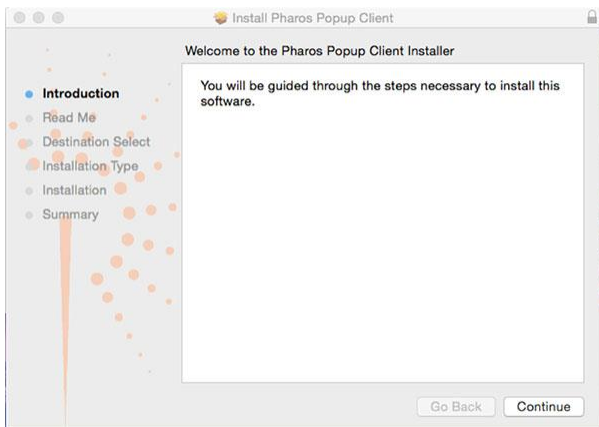 Install Pharos Popup Client
Welcome to the Pharos Popup Client Installer
Introduction
Read Me
Destination Select
Installation Type
Installation
Summary
You will be guided through the steps necessary to install this
software.
Go Back
Continue